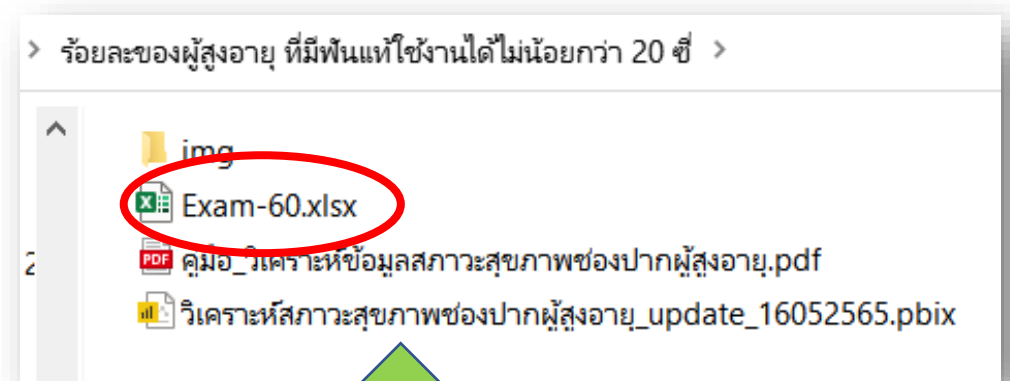 > ร้อยละของผู้สูงอายุ ที่มีฟันแท้ใช้งานได้ไม่น้อยกว่า 20 ซี่ >
img
Exam-60.xlsx
2
PDF คู่มือ_วิเคราะห์ข้อมูลสภาวะสุขภาพช่องปากผู้สูงอายุ.pdf
วิเคราะห์สภาวะสุขภาพช่องปากผู้สูงอายุ_update_16052565.pbix